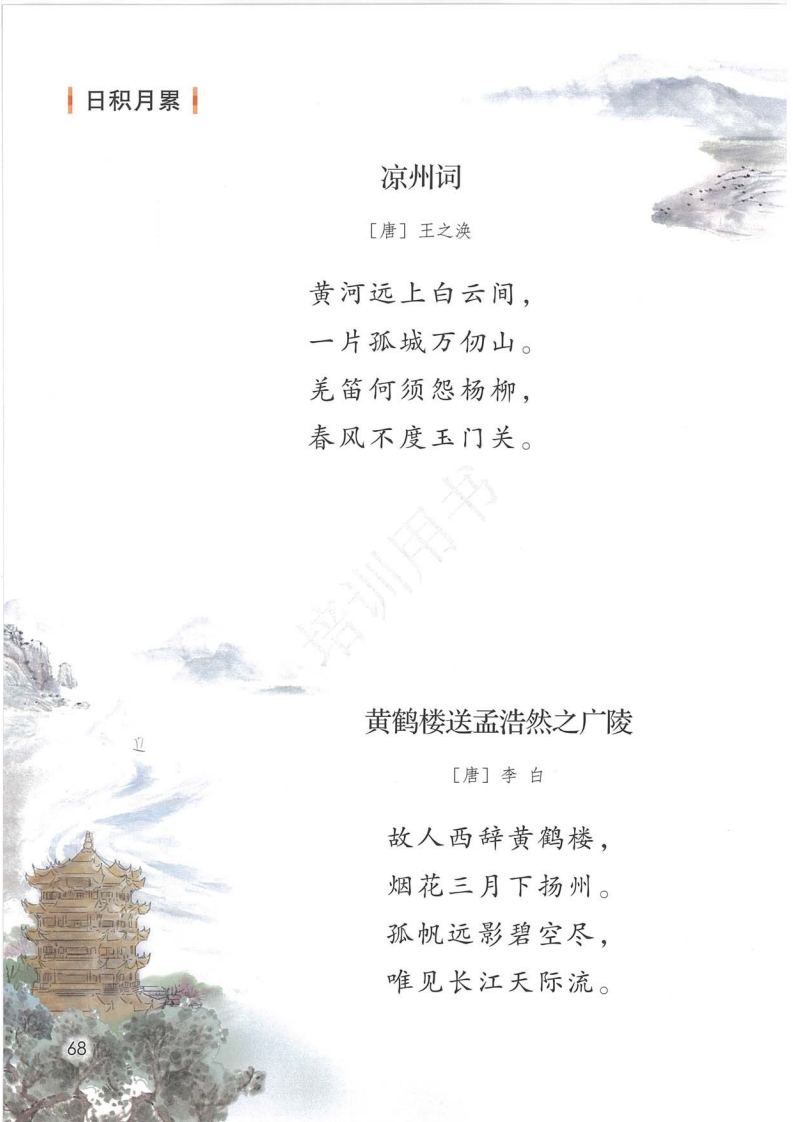 日积月累
凉州词
［唐］王之涣
黄河远上白云间，
一片孤城万仞山。
羌笛何须怨杨柳，
春风不度玉门关。
培训用书
黄鹤楼送孟浩然之广陵
［唐］李 白
故人西辞黄鹤楼，
烟花三月下扬州。
孤帆远影碧空尽，
唯见长江天际流。
68